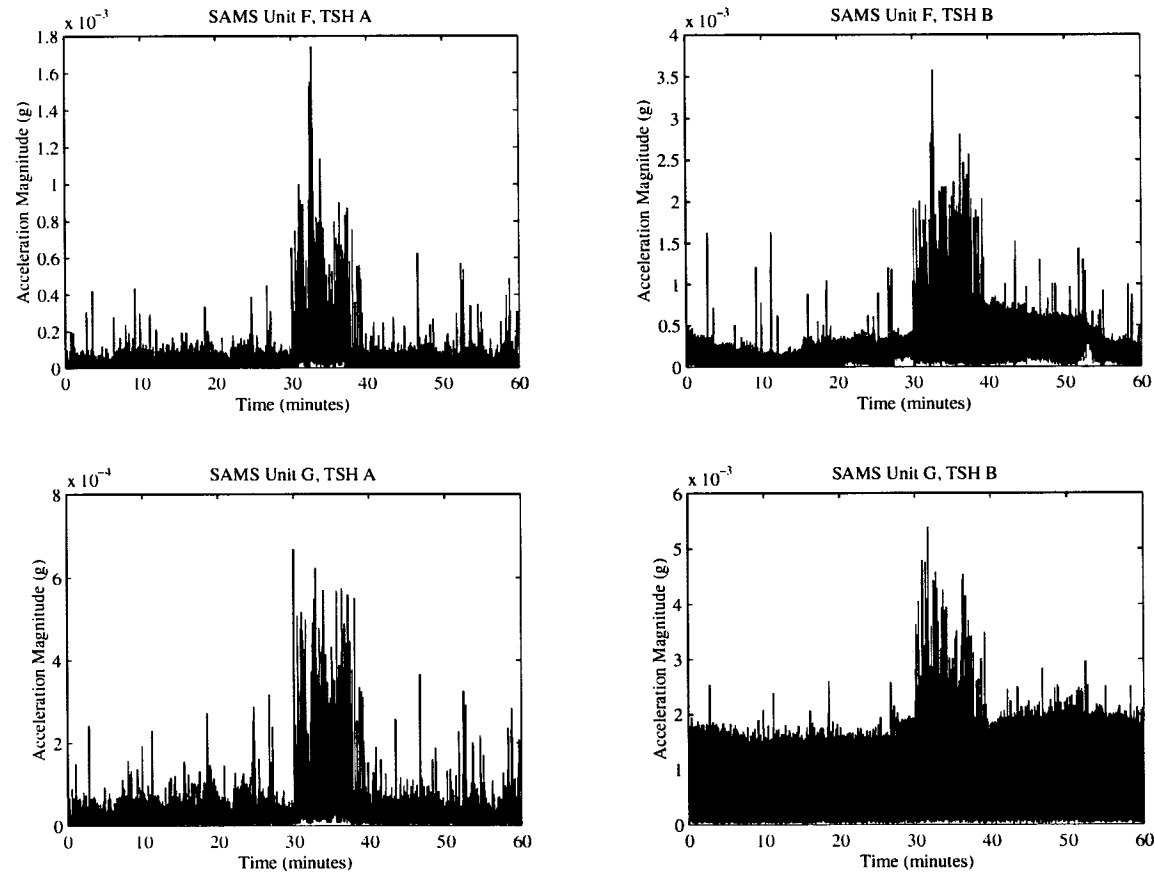 SAMS Unit F, TSH A
x 10⁻³
1.8
1.6
1.4
1.2
1
0.8
0.6
0.4
0.2
0
Acceleration Magnitude (g)
0 10 20 30 40 50 60
Time (minutes)
SAMS Unit F, TSH B
x 10⁻³
4
3.5
3
2.5
2
1.5
1
0.5
0
Acceleration Magnitude (g)
0 10 20 30 40 50 60
Time (minutes)
SAMS Unit G, TSH A
x 10⁻⁴
8
6
4
2
0
Acceleration Magnitude (g)
0 10 20 30 40 50 60
Time (minutes)
SAMS Unit G, TSH B
x 10⁻³
6
5
4
3
2
1
0
Acceleration Magnitude (g)
0 10 20 30 40 50 60
Time (minutes)